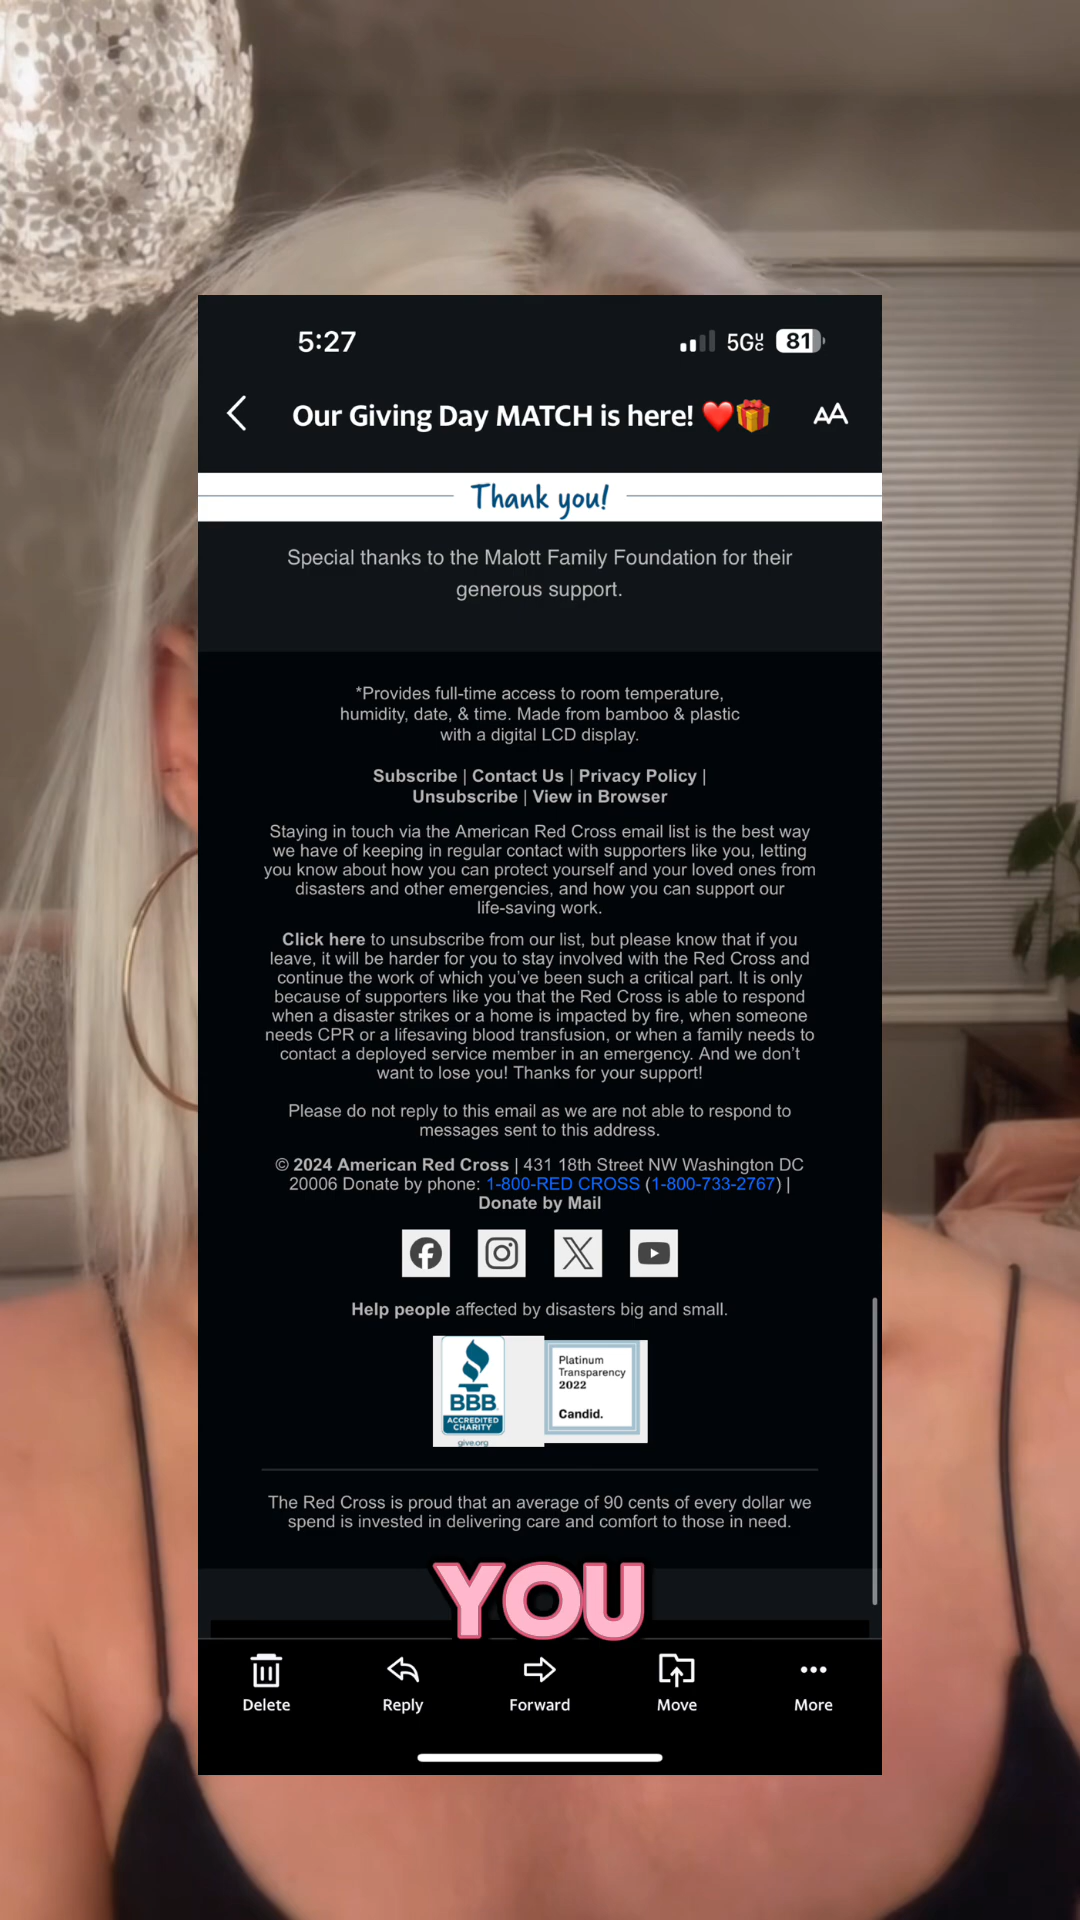 5:27
5GUC 81
Our Giving Day MATCH is here! ❤️🎁 AA
Thank you!
Special thanks to the Malott Family Foundation for their
generous support.
*Provides full-time access to room temperature,
humidity, date, & time. Made from bamboo & plastic
with a digital LCD display.
Subscribe | Contact Us | Privacy Policy |
Unsubscribe | View in Browser
Staying in touch via the American Red Cross email list is the best way
we have of keeping in regular contact with supporters like you, letting
you know about how you can protect yourself and your loved ones from
disasters and other emergencies, and how you can support our
life-saving work.
Click here to unsubscribe from our list, but please know that if you
leave, it will be harder for you to stay involved with the Red Cross and
continue the work of which you've been such a critical part. It is only
because of supporters like you that the Red Cross is able to respond
when a disaster strikes or a home is impacted by fire, when someone
needs CPR or a lifesaving blood transfusion, or when a family needs to
contact a deployed service member in an emergency. And we don't
want to lose you! Thanks for your support!
Please do not reply to this email as we are not able to respond to
messages sent to this address.
© 2024 American Red Cross | 431 18th Street NW Washington DC
20006 Donate by phone: 1-800-RED CROSS (1-800-733-2767) |
Donate by Mail
Help people affected by disasters big and small.
BBB
ACCREDITED
CHARITY
give.org
Platinum
Transparency
2022
Candid.
The Red Cross is proud that an average of 90 cents of every dollar we
spend is invested in delivering care and comfort to those in need.
YOU
Delete
Reply
Forward
Move
More